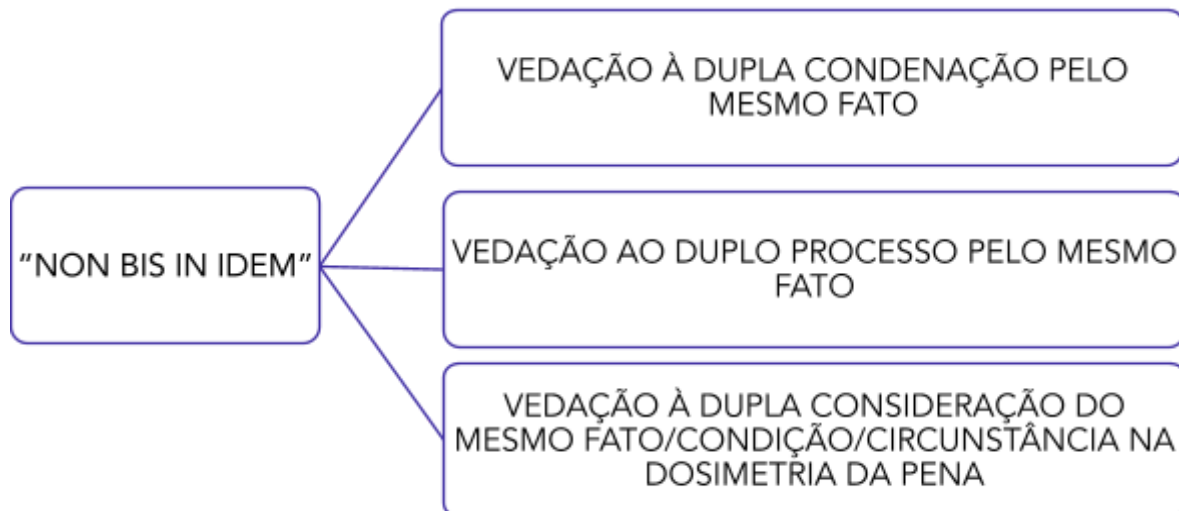 VEDAÇÃO À DUPLA CONDENAÇÃO PELO
MESMO FATO
“NON BIS IN IDEM”
VEDAÇÃO AO DUPLO PROCESSO PELO MESMO
FATO
VEDAÇÃO À DUPLA CONSIDERAÇÃO DO
MESMO FATO/CONDIÇÃO/CIRCUNSTÂNCIA NA
DOSIMETRIA DA PENA